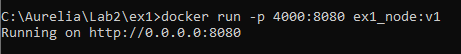 C:\Aurelia\Lab2\ex1>docker run -p 4000:8080 ex1_node:v1
Running on http://0.0.0.0:8080